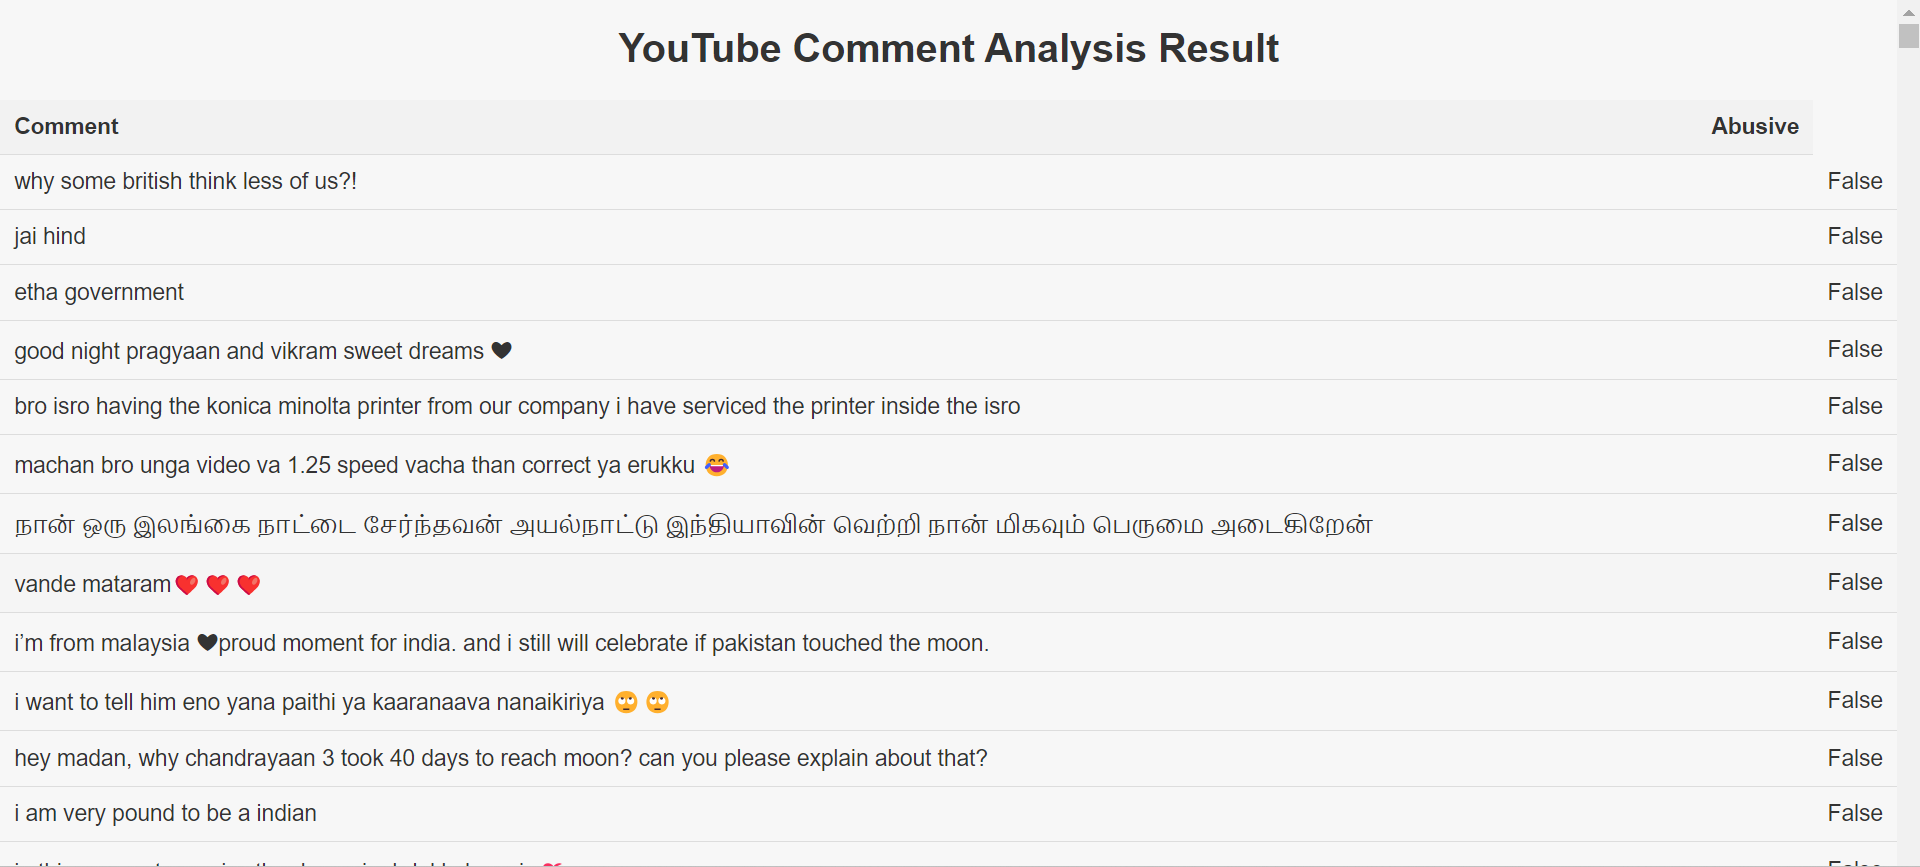 YouTube Comment Analysis Result
Comment Abusive
why some british think less of us?! False
jai hind False
etha government False
good night pragyaan and vikram sweet dreams 🖤 False
bro isro having the konica minolta printer from our company i have serviced the printer inside the isro False
machan bro unga video va 1.25 speed vacha than correct ya erukku 😂 False
நான் ஒரு இலங்கை நாட்டை சேர்ந்தவன் அயல்நாட்டு இந்தியாவின் வெற்றி நான் மிகவும் பெருமை அடைகிறேன் False
vande mataram❤️ ❤️ ❤️ False
i’m from malaysia 🖤proud moment for india. and i still will celebrate if pakistan touched the moon. False
i want to tell him eno yana paithi ya kaaranaava nanaikiriya 🙄 🙄 False
hey madan, why chandrayaan 3 took 40 days to reach moon? can you please explain about that? False
i am very pound to be a indian False